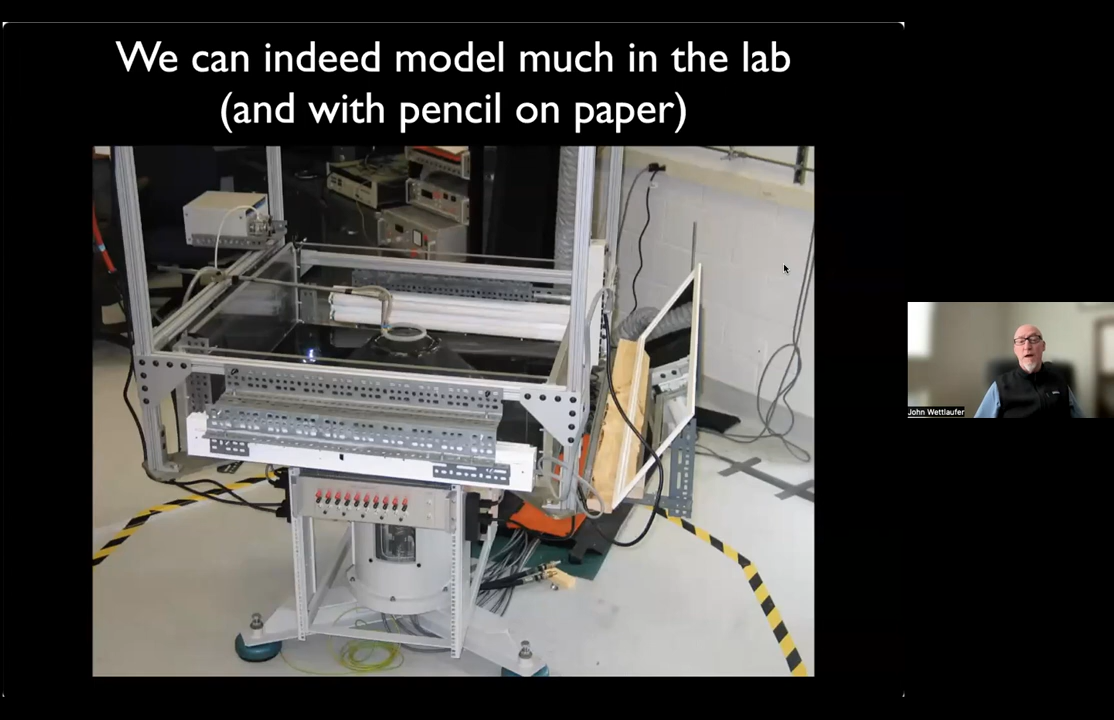 We can indeed model much in the lab
(and with pencil on paper)
John Wettlaufer